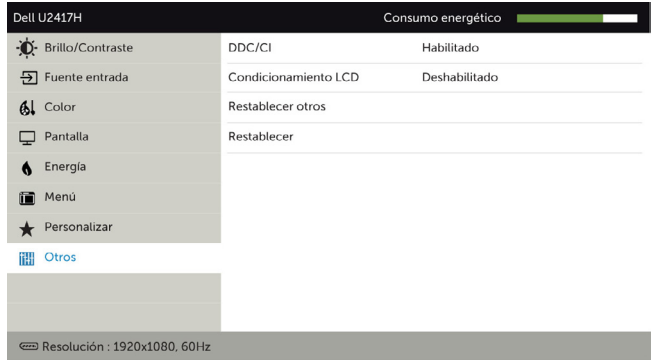 Dell U2417H Consumo energético
Brillo/Contraste DDC/CI Habilitado
Fuente entrada Condicionamiento LCD Deshabilitado
Color Restablecer otros
Pantalla Restablecer
Energía
Menú
Personalizar
Otros
Resolución : 1920x1080, 60Hz